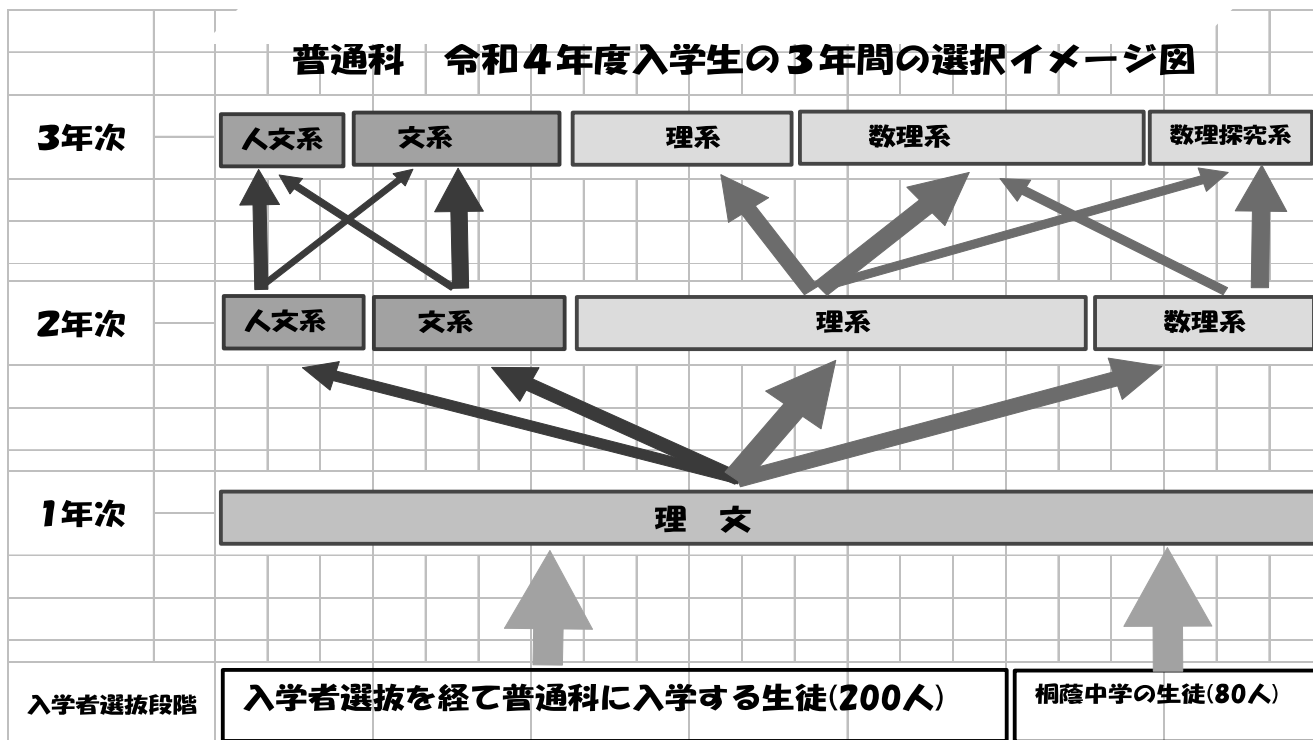 普通科　令和４年度入学生の３年間の選択イメージ図
3年次
人文系
文系
理系
数理系
数理探究系
2年次
人文系
文系
理系
数理系
1年次
理　文
入学者選抜段階
入学者選抜を経て普通科に入学する生徒(200人)
桐蔭中学の生徒(80人)